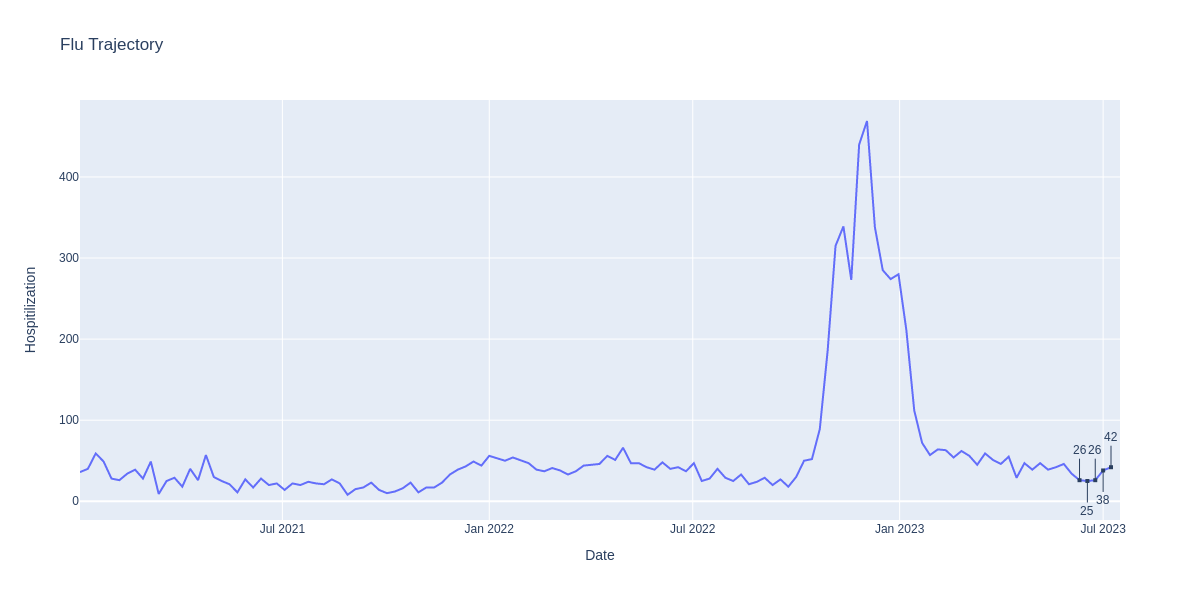 Flu Trajectory
Hospitilization
400
300
200
100
0
42
26
26
38
25
Jul 2021
Jan 2022
Jul 2022
Jan 2023
Jul 2023
Date